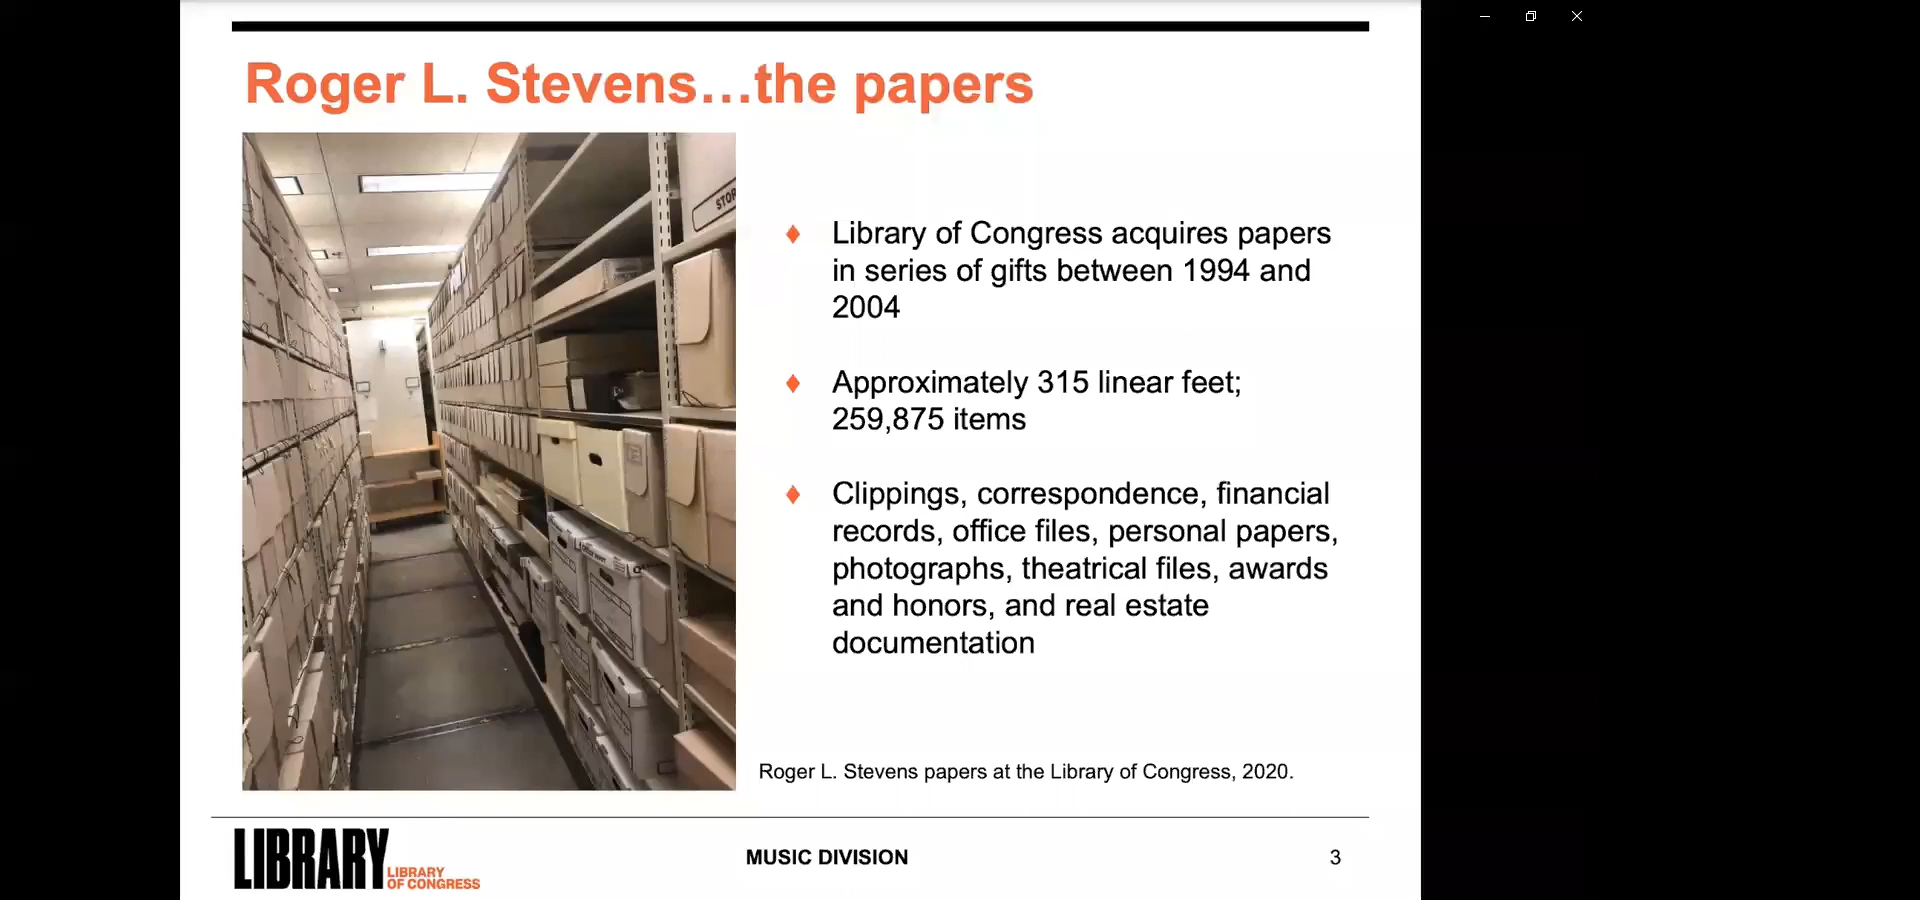 Roger L. Stevens…the papers
STOR
Library of Congress acquires papers
in series of gifts between 1994 and
2004
Approximately 315 linear feet;
259,875 items
Clippings, correspondence, financial
records, office files, personal papers,
photographs, theatrical files, awards
and honors, and real estate
documentation
Roger L. Stevens papers at the Library of Congress, 2020.
LIBRARY
LIBRARY
OF CONGRESS
MUSIC DIVISION
3